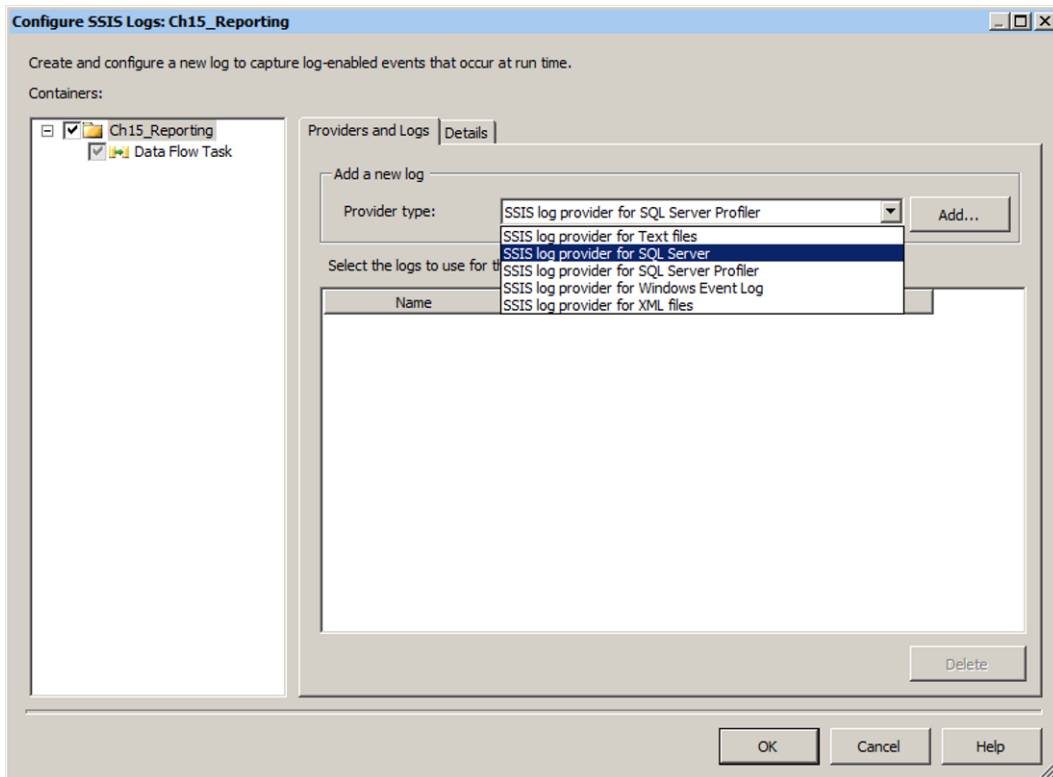 Configure SSIS Logs: Ch15_Reporting
Create and configure a new log to capture log-enabled events that occur at run time.
Containers:
Ch15_Reporting
Data Flow Task
Providers and Logs
Details
Add a new log
Provider type:
SSIS log provider for SQL Server Profiler
Add...
SSIS log provider for Text files
SSIS log provider for SQL Server
SSIS log provider for SQL Server Profiler
SSIS log provider for Windows Event Log
SSIS log provider for XML files
Select the logs to use for
Name
Delete
OK
Cancel
Help